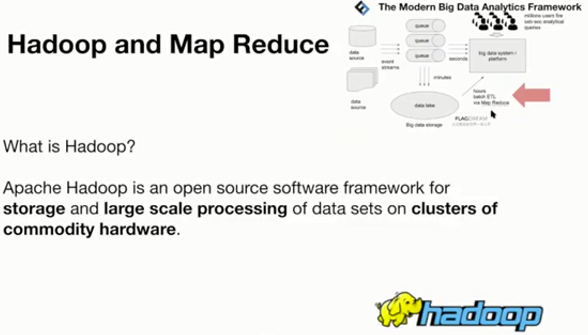 The Modern Big Data Analytics Framework
Hadoop and Map Reduce
data
source
data
source
event
streams
queue
queue
queue
seconds
minutes
millions users fire
sub-sec analytical
queries
big data system /
platform
data lake
Big data storage
hours
batch ETL
via Map Reduce
What is Hadoop?
Apache Hadoop is an open source software framework for
storage and large scale processing of data sets on clusters of
commodity hardware.
hadoop